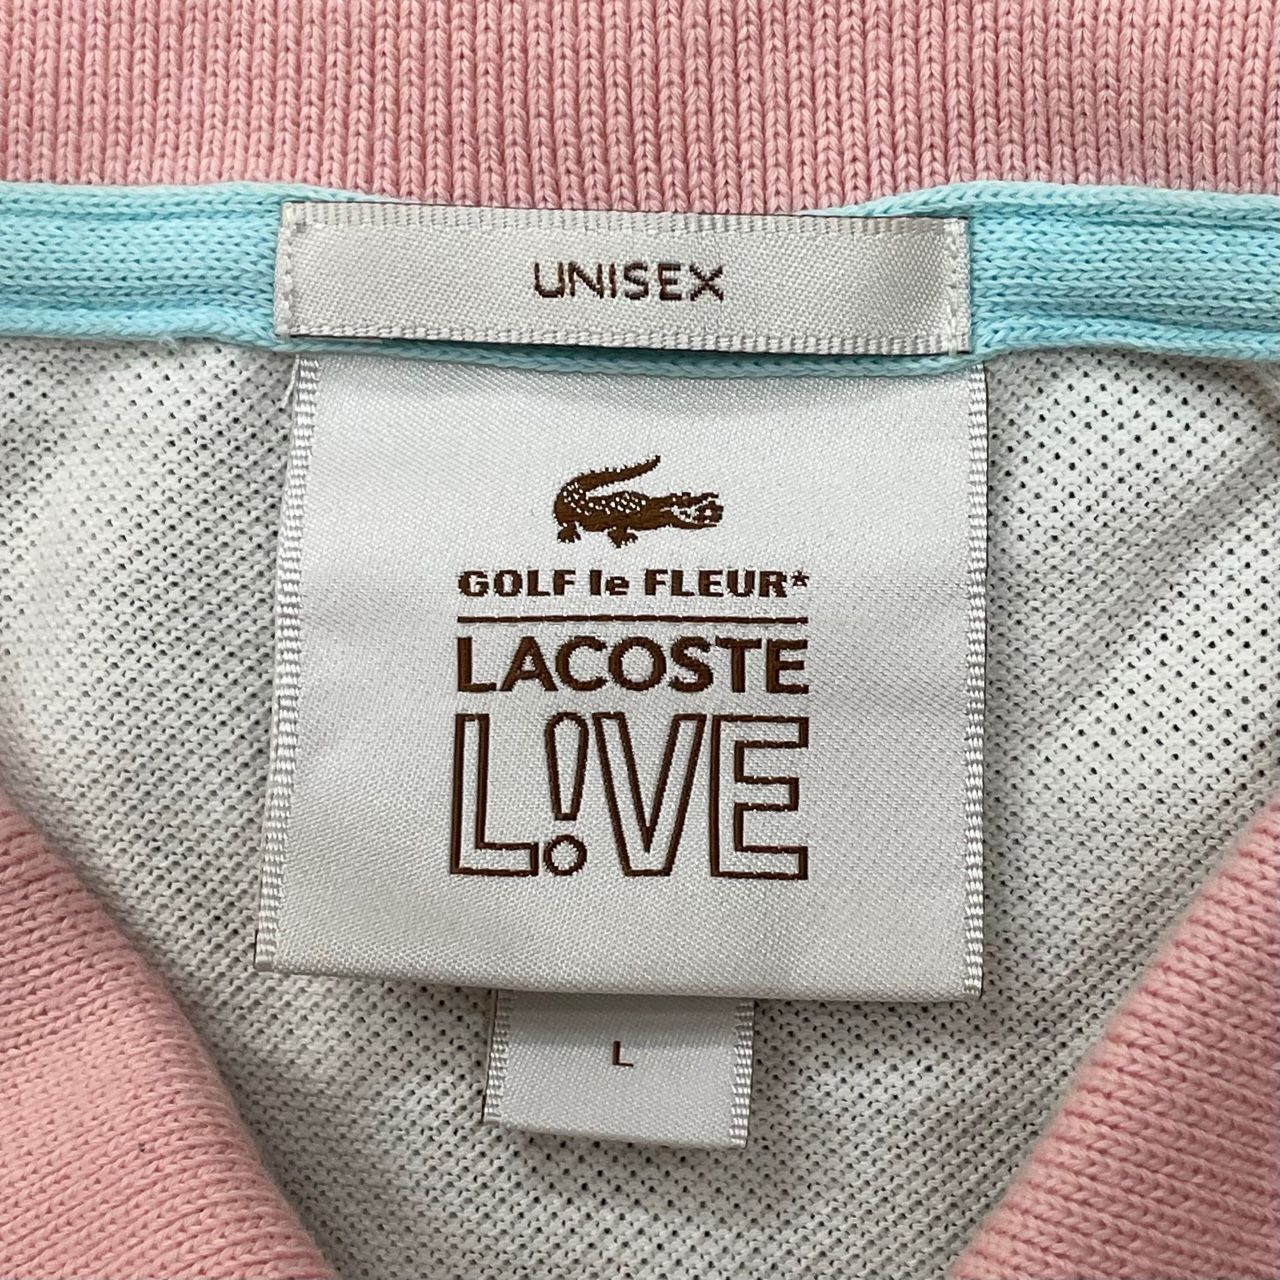 UNISEX
GOLF le FLEUR*
LACOSTE
L!VE
L